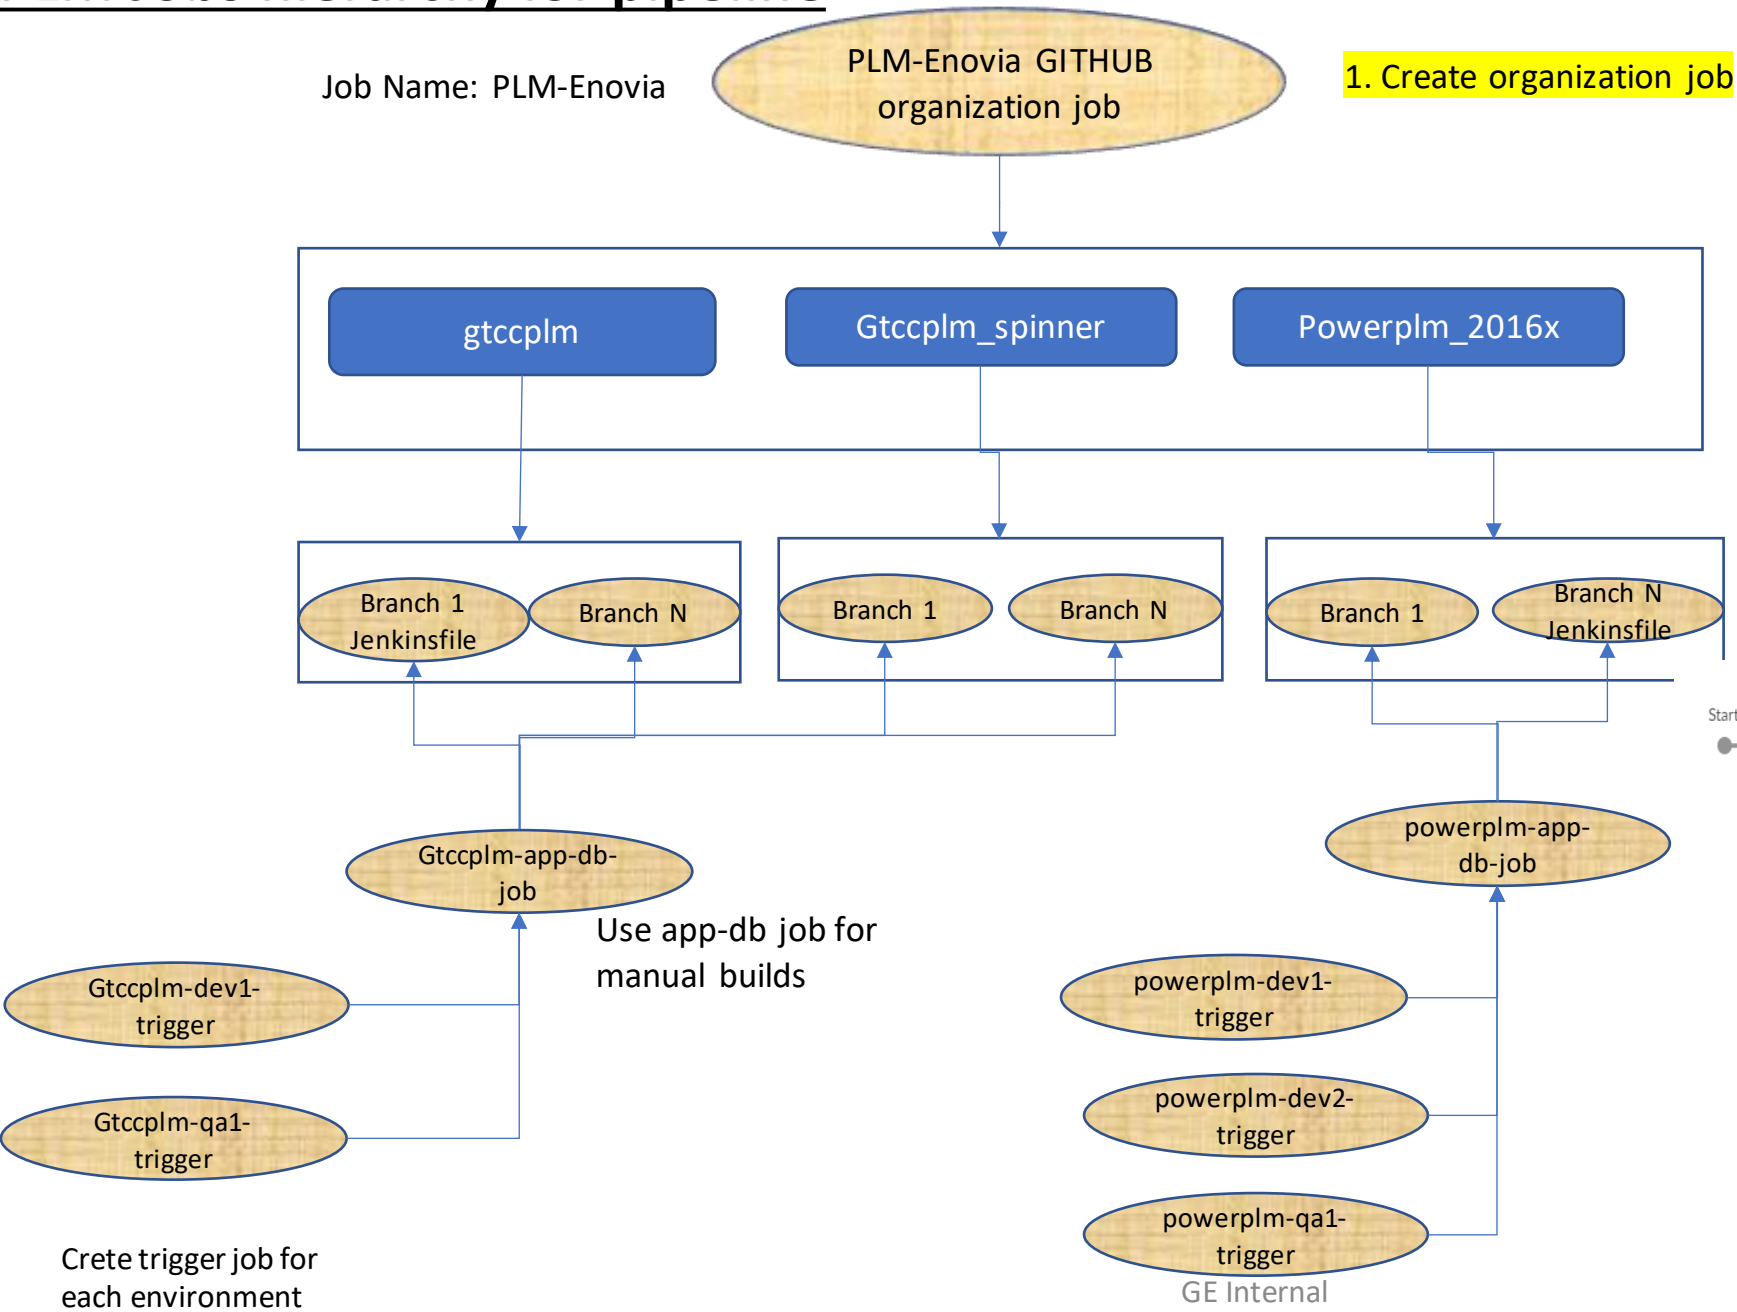 hierarchy for pipeline
PLM-Enovia GITHUB
organization job
Job Name: PLM-Enovia
1. Create organization job
gtccplm
Gtccplm_spinner
Powerplm_2016x
Branch 1
Jenkinsfile
Branch N
Branch 1
Branch N
Branch 1
Branch N
Jenkinsfile
Start
Gtccplm-app-db-
job
powerplm-app-
db-job
Use app-db job for
manual builds
Gtccplm-dev1-
trigger
powerplm-dev1-
trigger
Gtccplm-qa1-
trigger
powerplm-dev2-
trigger
powerplm-qa1-
trigger
Crete trigger job for
each environment
GE Internal